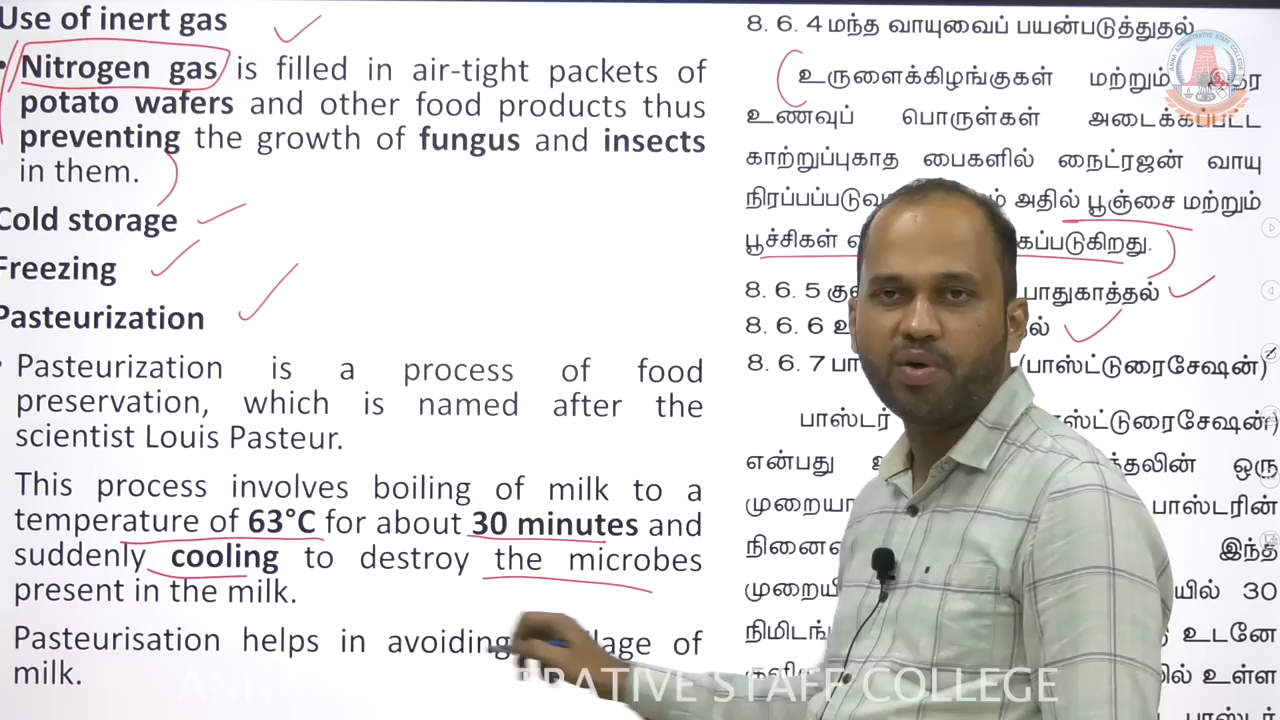 Use of inert gas
Nitrogen gas is filled in air-tight packets of
potato wafers and other food products thus
preventing the growth of fungus and insects
in them.
Cold storage
Freezing
Pasteurization
Pasteurization is a process of food
preservation, which is named after the
scientist Louis Pasteur.
This process involves boiling of milk to a
temperature of 63°C for about 30 minutes and
suddenly cooling to destroy the microbes
present in the milk.
Pasteurisation helps in avoiding of
milk.
8. 6. 4 மந்த வாயுவைப் பயன்படுத்துதல்
உருளைக்கிழங்குகள் மற்றும்
உணவுப் பொருள்கள் அடைக்கப்பட்ட
காற்றுப்புகாத பைகளில் நைட்ரஜன் வாயு
அதில் பூஞ்சை மற்றும்
பூச்சிகள்
8. 6. 5 பாதுகாத்தல்
8. 6. 6
8. 6. 7 (பாஸ்ட்டுரைசேஷன்)
பாஸ்டர்
என்பது ஒரு
பாஸ்டரின்
இந்த
30
உடனே
உள்ள
STAFF COLLEGE